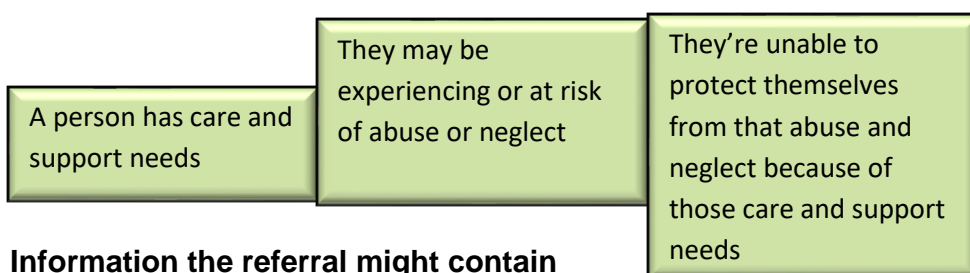 A person has care and
support needs
They may be
experiencing or at risk
of abuse or neglect
They’re unable to
protect themselves
from that abuse and
neglect because of
those care and support
needs
Information the referral might contain